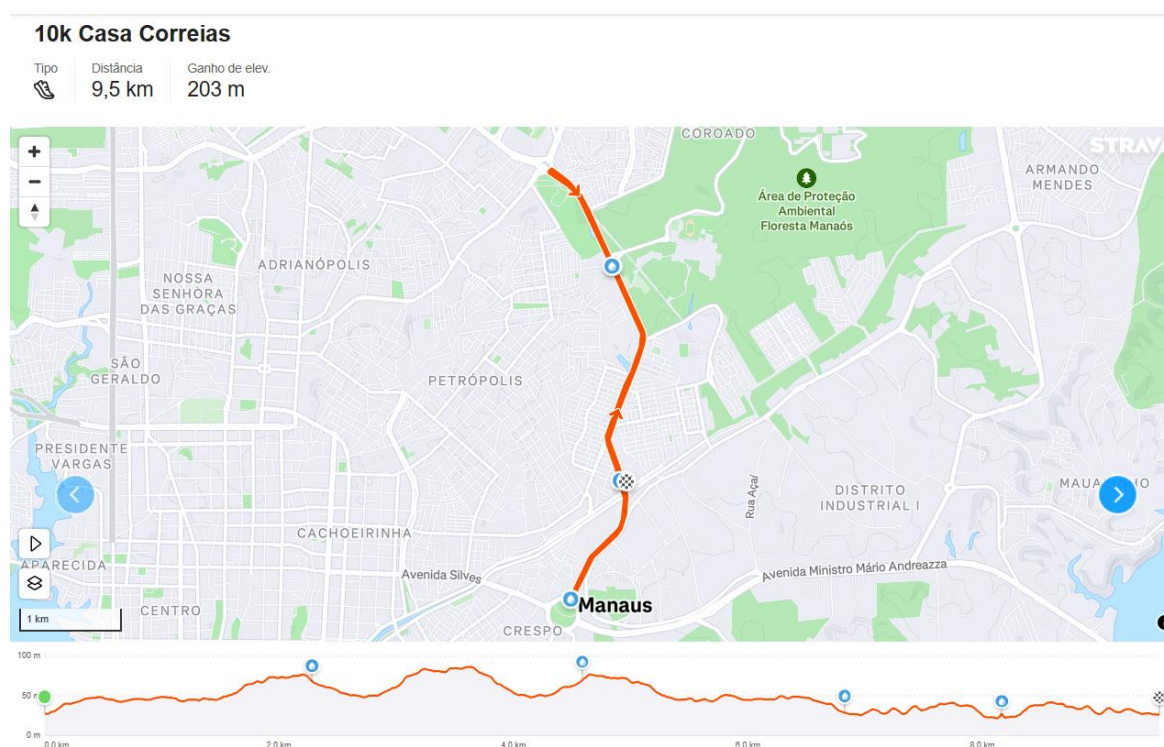 10k Casa Correias
Tipo
Distância
Ganho de elev.
9,5 km
203 m
COROADO
STRAVA
ARMANDO
MENDES
Área de Proteção
Ambiental
Floresta Manaós
ADRIANÓPOLIS
NOSSA
SENHORA
DAS GRAÇAS
SÃO
GERALDO
PETRÓPOLIS
PRESIDENTE
VARGAS
Rua Açaí
DISTRITO
INDUSTRIAL I
CACHOEIRINHA
APARECIDA
Avenida Silves
Avenida Ministro Mário Andreazza
Manaus
CENTRO
CRESPO
1 km
100 m
50 m
0 m
0.0 km
2.0 km
4.0 km
6.0 km
8.0 km